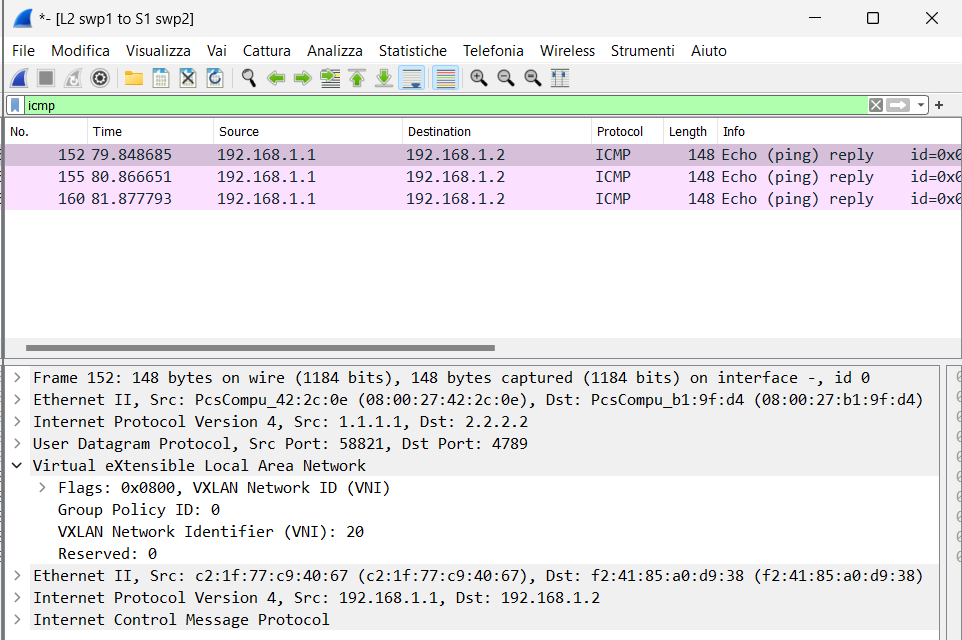 *- [L2 swp1 to S1 swp2]
File Modifica Visualizza Vai Cattura Analizza Statistiche Telefonia Wireless Strumenti Aiuto
icmp
No. Time Source Destination Protocol Length Info
152 79.848685 192.168.1.1 192.168.1.2 ICMP 148 Echo (ping) reply id=0x0
155 80.866651 192.168.1.1 192.168.1.2 ICMP 148 Echo (ping) reply id=0x0
160 81.877793 192.168.1.1 192.168.1.2 ICMP 148 Echo (ping) reply id=0x0
Frame 152: 148 bytes on wire (1184 bits), 148 bytes captured (1184 bits) on interface -, id 0
Ethernet II, Src: PcsCompu_42:2c:0e (08:00:27:42:2c:0e), Dst: PcsCompu_b1:9f:d4 (08:00:27:b1:9f:d4)
Internet Protocol Version 4, Src: 1.1.1.1, Dst: 2.2.2.2
User Datagram Protocol, Src Port: 58821, Dst Port: 4789
Virtual eXtensible Local Area Network
Flags: 0x0800, VXLAN Network ID (VNI)
Group Policy ID: 0
VXLAN Network Identifier (VNI): 20
Reserved: 0
Ethernet II, Src: c2:1f:77:c9:40:67 (c2:1f:77:c9:40:67), Dst: f2:41:85:a0:d9:38 (f2:41:85:a0:d9:38)
Internet Protocol Version 4, Src: 192.168.1.1, Dst: 192.168.1.2
Internet Control Message Protocol